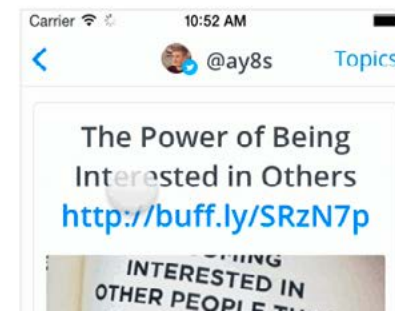 Carrier 10:52 AM
@ay8s Topics
The Power of Being
Interested in Others
http://buff.ly/SRzN7p
INTERESTED IN
OTHER PEOPLE